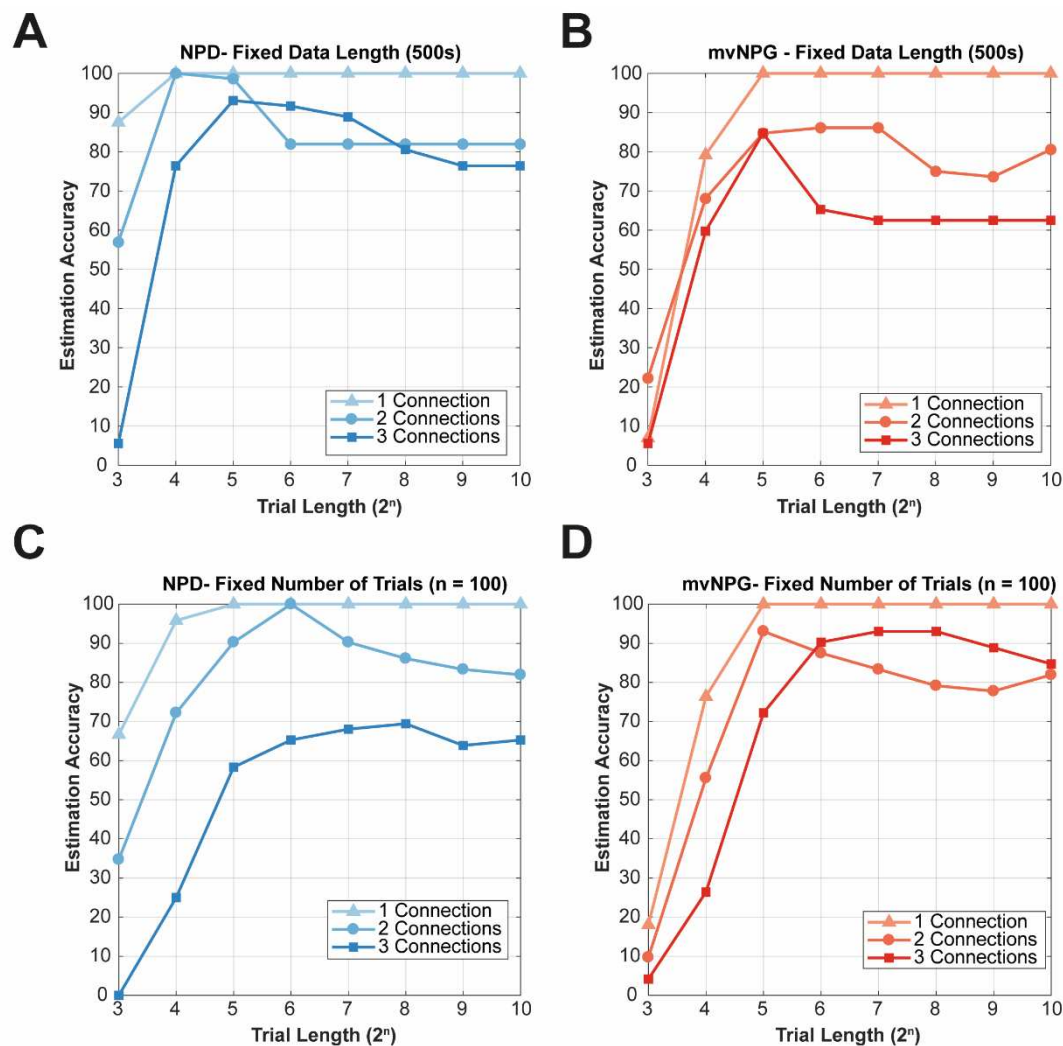 A
NPD- Fixed Data Length (500s)
100
90
80
70
60
50
40
30
20
10
0
Estimation Accuracy
3 4 5 6 7 8 9 10
Trial Length (2ⁿ)
1 Connection
2 Connections
3 Connections
B
mvNPG - Fixed Data Length (500s)
100
90
80
70
60
50
40
30
20
10
0
Estimation Accuracy
3 4 5 6 7 8 9 10
Trial Length (2ⁿ)
1 Connection
2 Connections
3 Connections
C
NPD- Fixed Number of Trials (n = 100)
100
90
80
70
60
50
40
30
20
10
0
Estimation Accuracy
3 4 5 6 7 8 9 10
Trial Length (2ⁿ)
1 Connection
2 Connections
3 Connections
D
mvNPG- Fixed Number of Trials (n = 100)
100
90
80
70
60
50
40
30
20
10
0
Estimation Accuracy
3 4 5 6 7 8 9 10
Trial Length (2ⁿ)
1 Connection
2 Connections
3 Connections